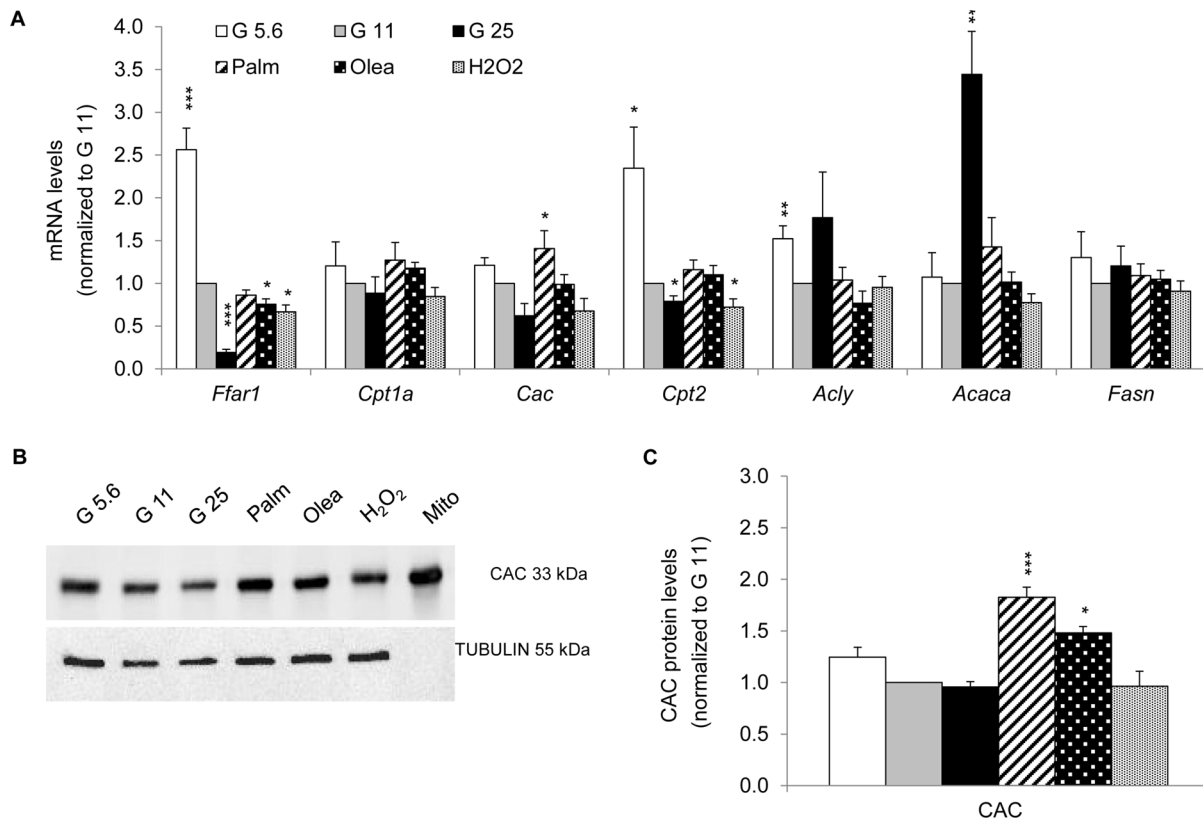 A
G 5.6 G 11 G 25
Palm Olea H2O2
mRNA levels
(normalized to G 11)
4.0
3.5
3.0
2.5
2.0
1.5
1.0
0.5
0.0
*** *** * * * * * * ** **
Ffar1 Cpt1a Cac Cpt2 Acly Acaca Fasn
B
G 5.6 G 11 G 25 Palm Olea H₂O₂ Mito
CAC 33 kDa
TUBULIN 55 kDa
C
CAC protein levels
(normalized to G 11)
3.0
2.5
2.0
1.5
1.0
0.5
0.0
*** *
CAC